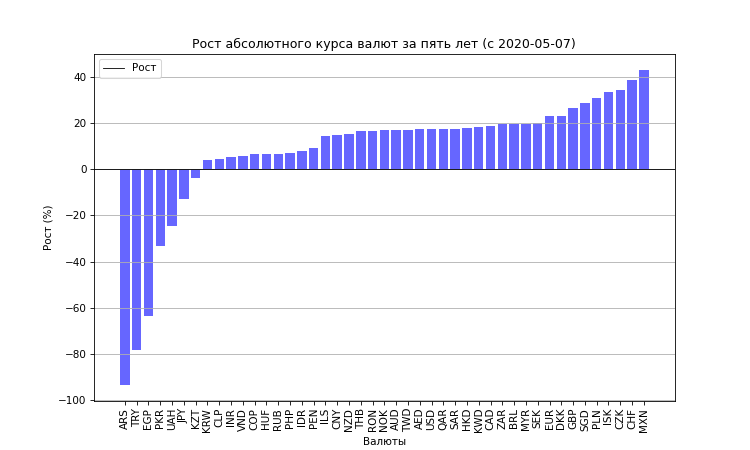 Рост абсолютного курса валют за пять лет (с 2020-05-07)
Рост
Рост (%)
40
20
0
−20
−40
−60
−80
−100
ARS TRY EGP PKR UAH JPY KZT KRW CLP INR VND COP HUF RUB PHP IDR PEN ILS CNY NZD THB RON NOK AUD TWD AED USD QAR SAR HKD KWD CAD ZAR BRL MYR SEK EUR DKK GBP SGD PLN ISK CZK CHF MXN
Валюты